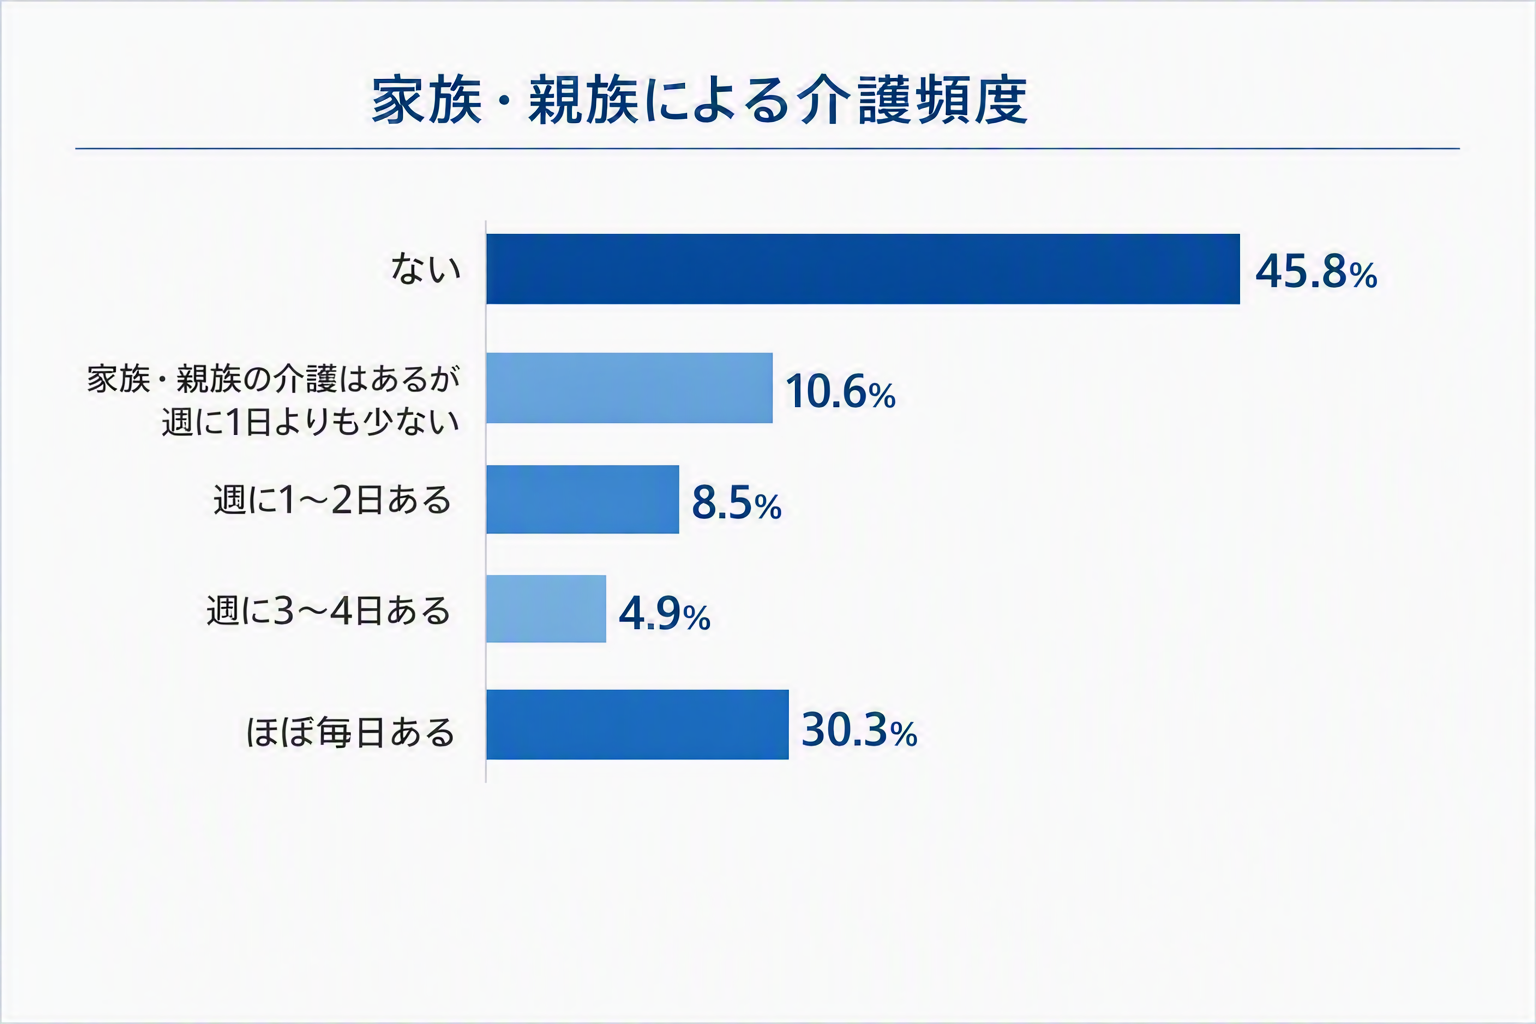 家族・親族による介護頻度
ない
45.8%
家族・親族の介護はあるが
週に1日よりも少ない
10.6%
週に1〜2日ある
8.5%
週に3〜4日ある
4.9%
ほぼ毎日ある
30.3%